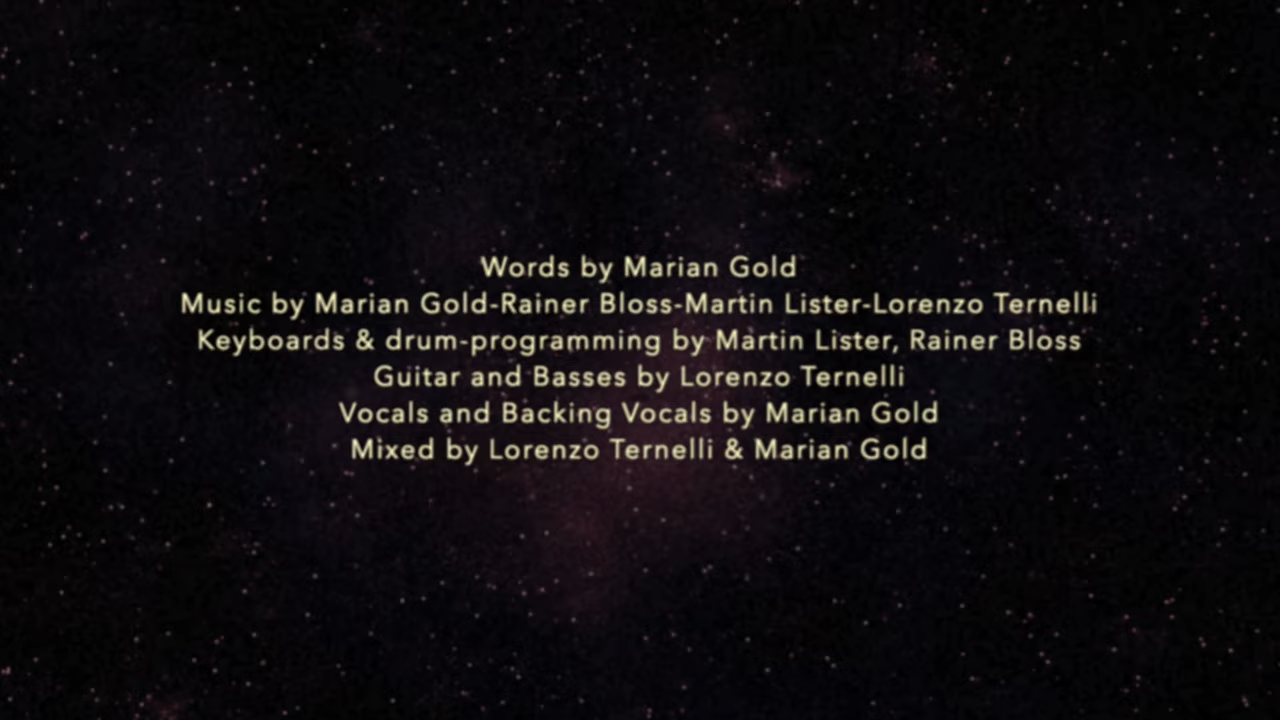 Words by Marian Gold
Music by Marian Gold-Rainer Bloss-Martin Lister-Lorenzo Ternelli
Keyboards & drum-programming by Martin Lister, Rainer Bloss
Guitar and Basses by Lorenzo Ternelli
Vocals and Backing Vocals by Marian Gold
Mixed by Lorenzo Ternelli & Marian Gold